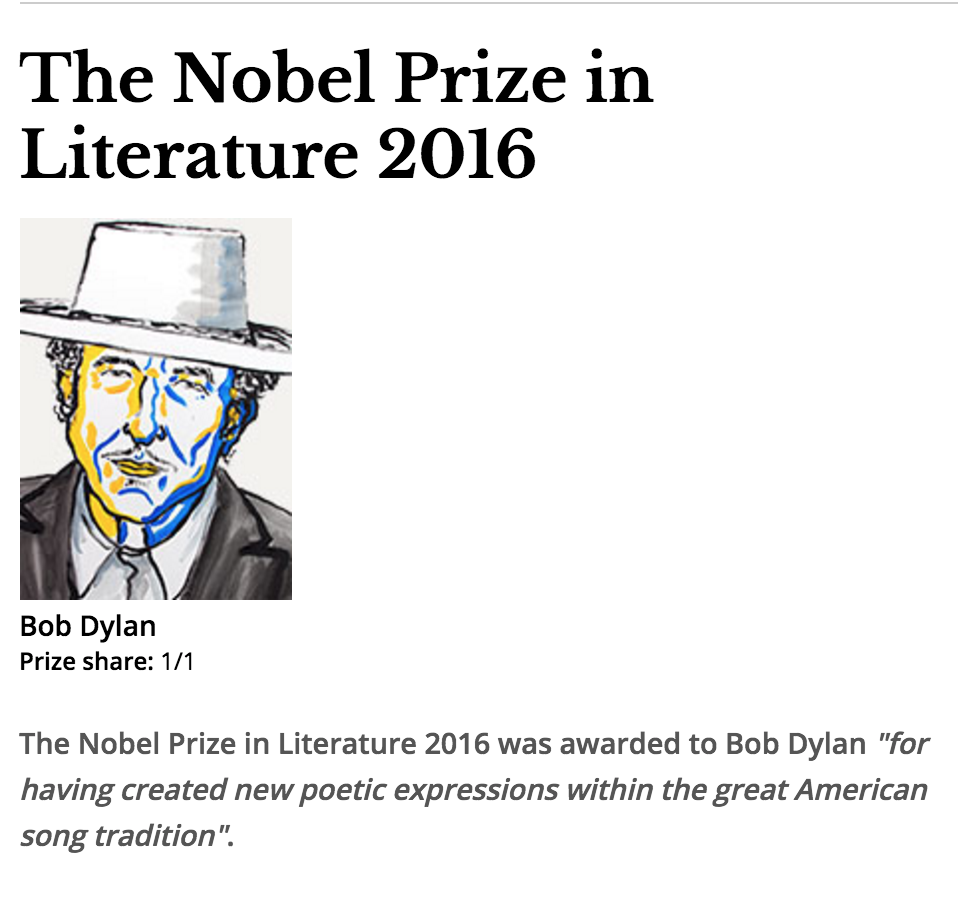 The Nobel Prize in
Literature 2016
Bob Dylan
Prize share: 1/1
The Nobel Prize in Literature 2016 was awarded to Bob Dylan "for
having created new poetic expressions within the great American
song tradition".